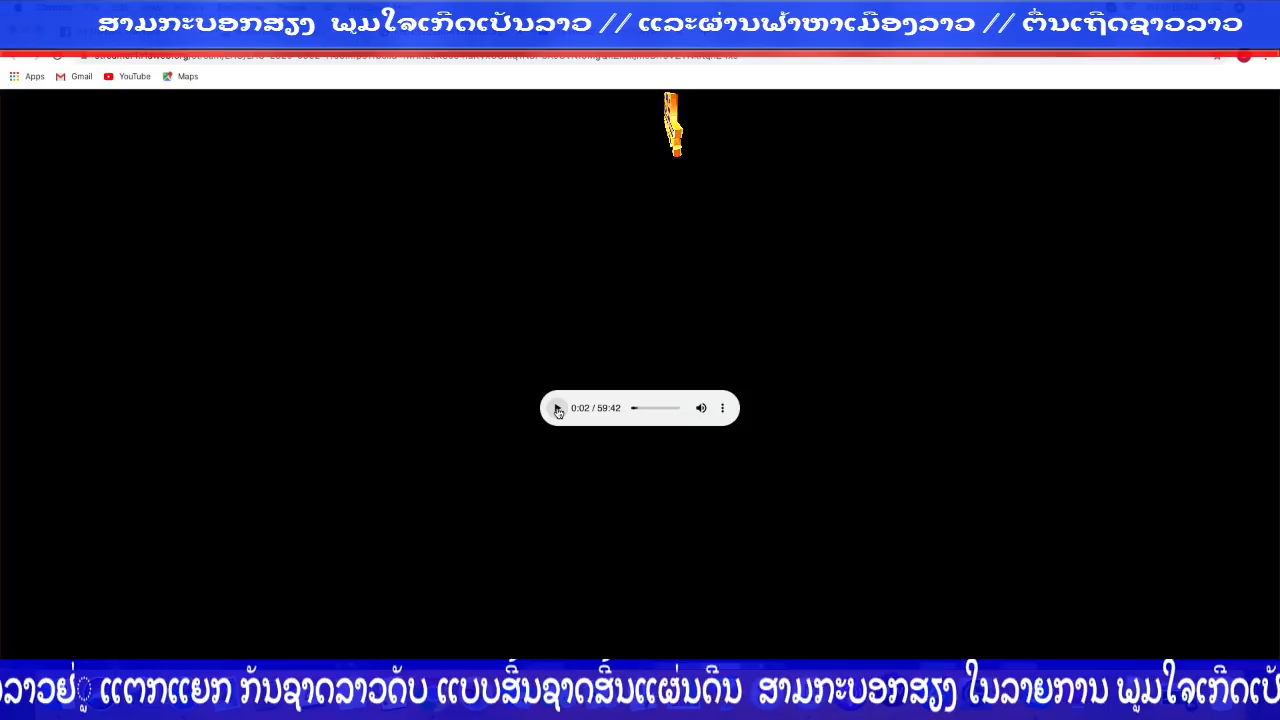 ສາມກະບອກສຽງ ພູມໃຈເກີດເປັນລາວ // ແລະຜ່ານຟ້າຫາເມືອງລາວ // ຕື່ນເຖີດຊາວລາວ
Apps Gmail YouTube Maps
0:02 / 59:42
ລາວຢູ່ ແຕກແຍກ ກັນຊາດລາວດັບ ແບບສິ້ນຊາດສິ້ນແຜ່ນດິນ ສາມກະບອກສຽງ ໃນລາຍການ ພູມໃຈເກີດເປັ